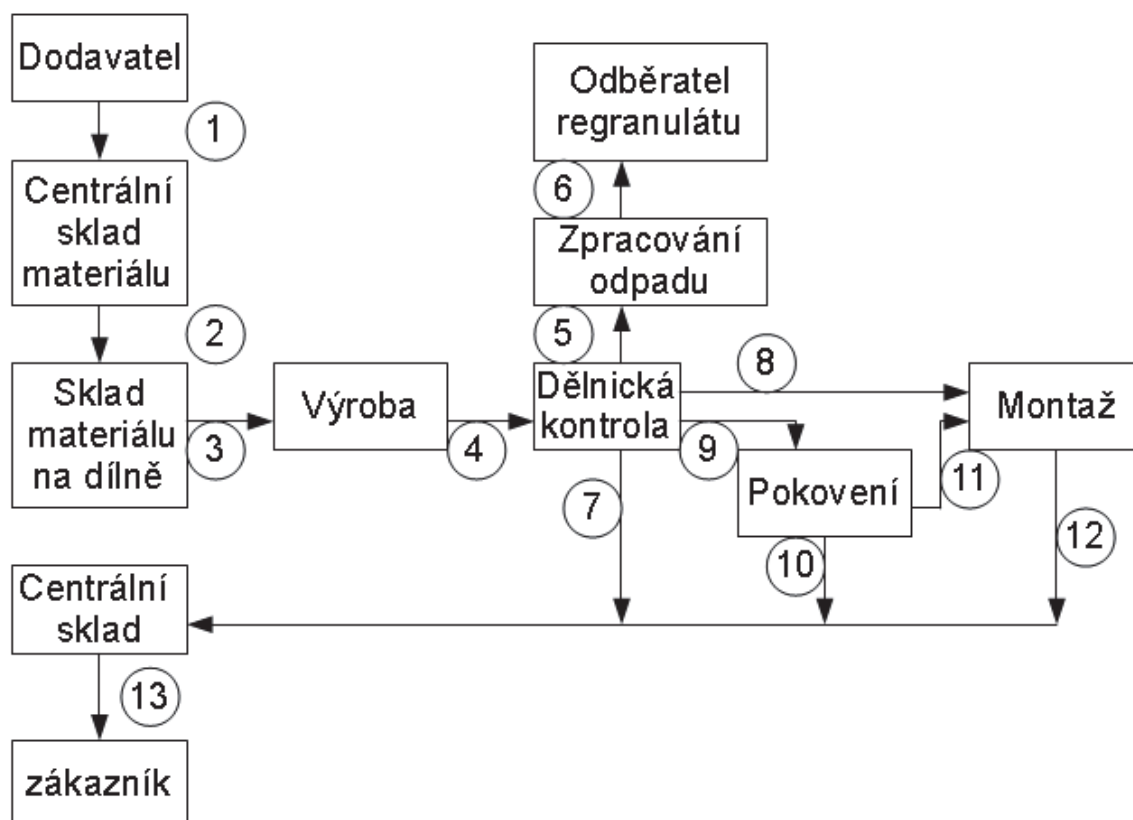 Dodavatel
1
Centrální
sklad
materiálu
2
Sklad
materiálu
na dílně
3
Výroba
4
Dělnická
kontrola
5
Zpracování
odpadu
6
Odběratel
regranulátu
7
8
9
Pokovení
10
11
Montaž
12
Centrální
sklad
13
zákazník